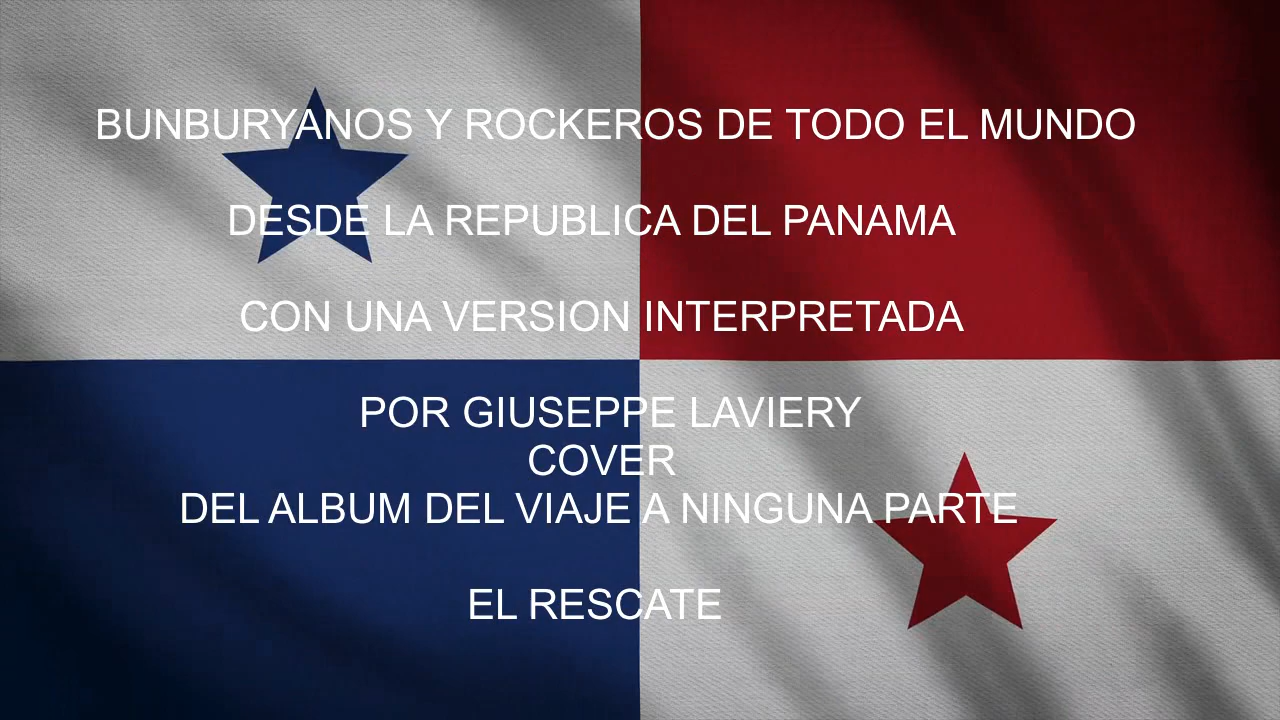 BUNBURYANOS Y ROCKEROS DE TODO EL MUNDO
DESDE LA REPUBLICA DEL PANAMA
CON UNA VERSION INTERPRETADA
POR GIUSEPPE LAVIERY
COVER
DEL ALBUM DEL VIAJE A NINGUNA PARTE
EL RESCATE